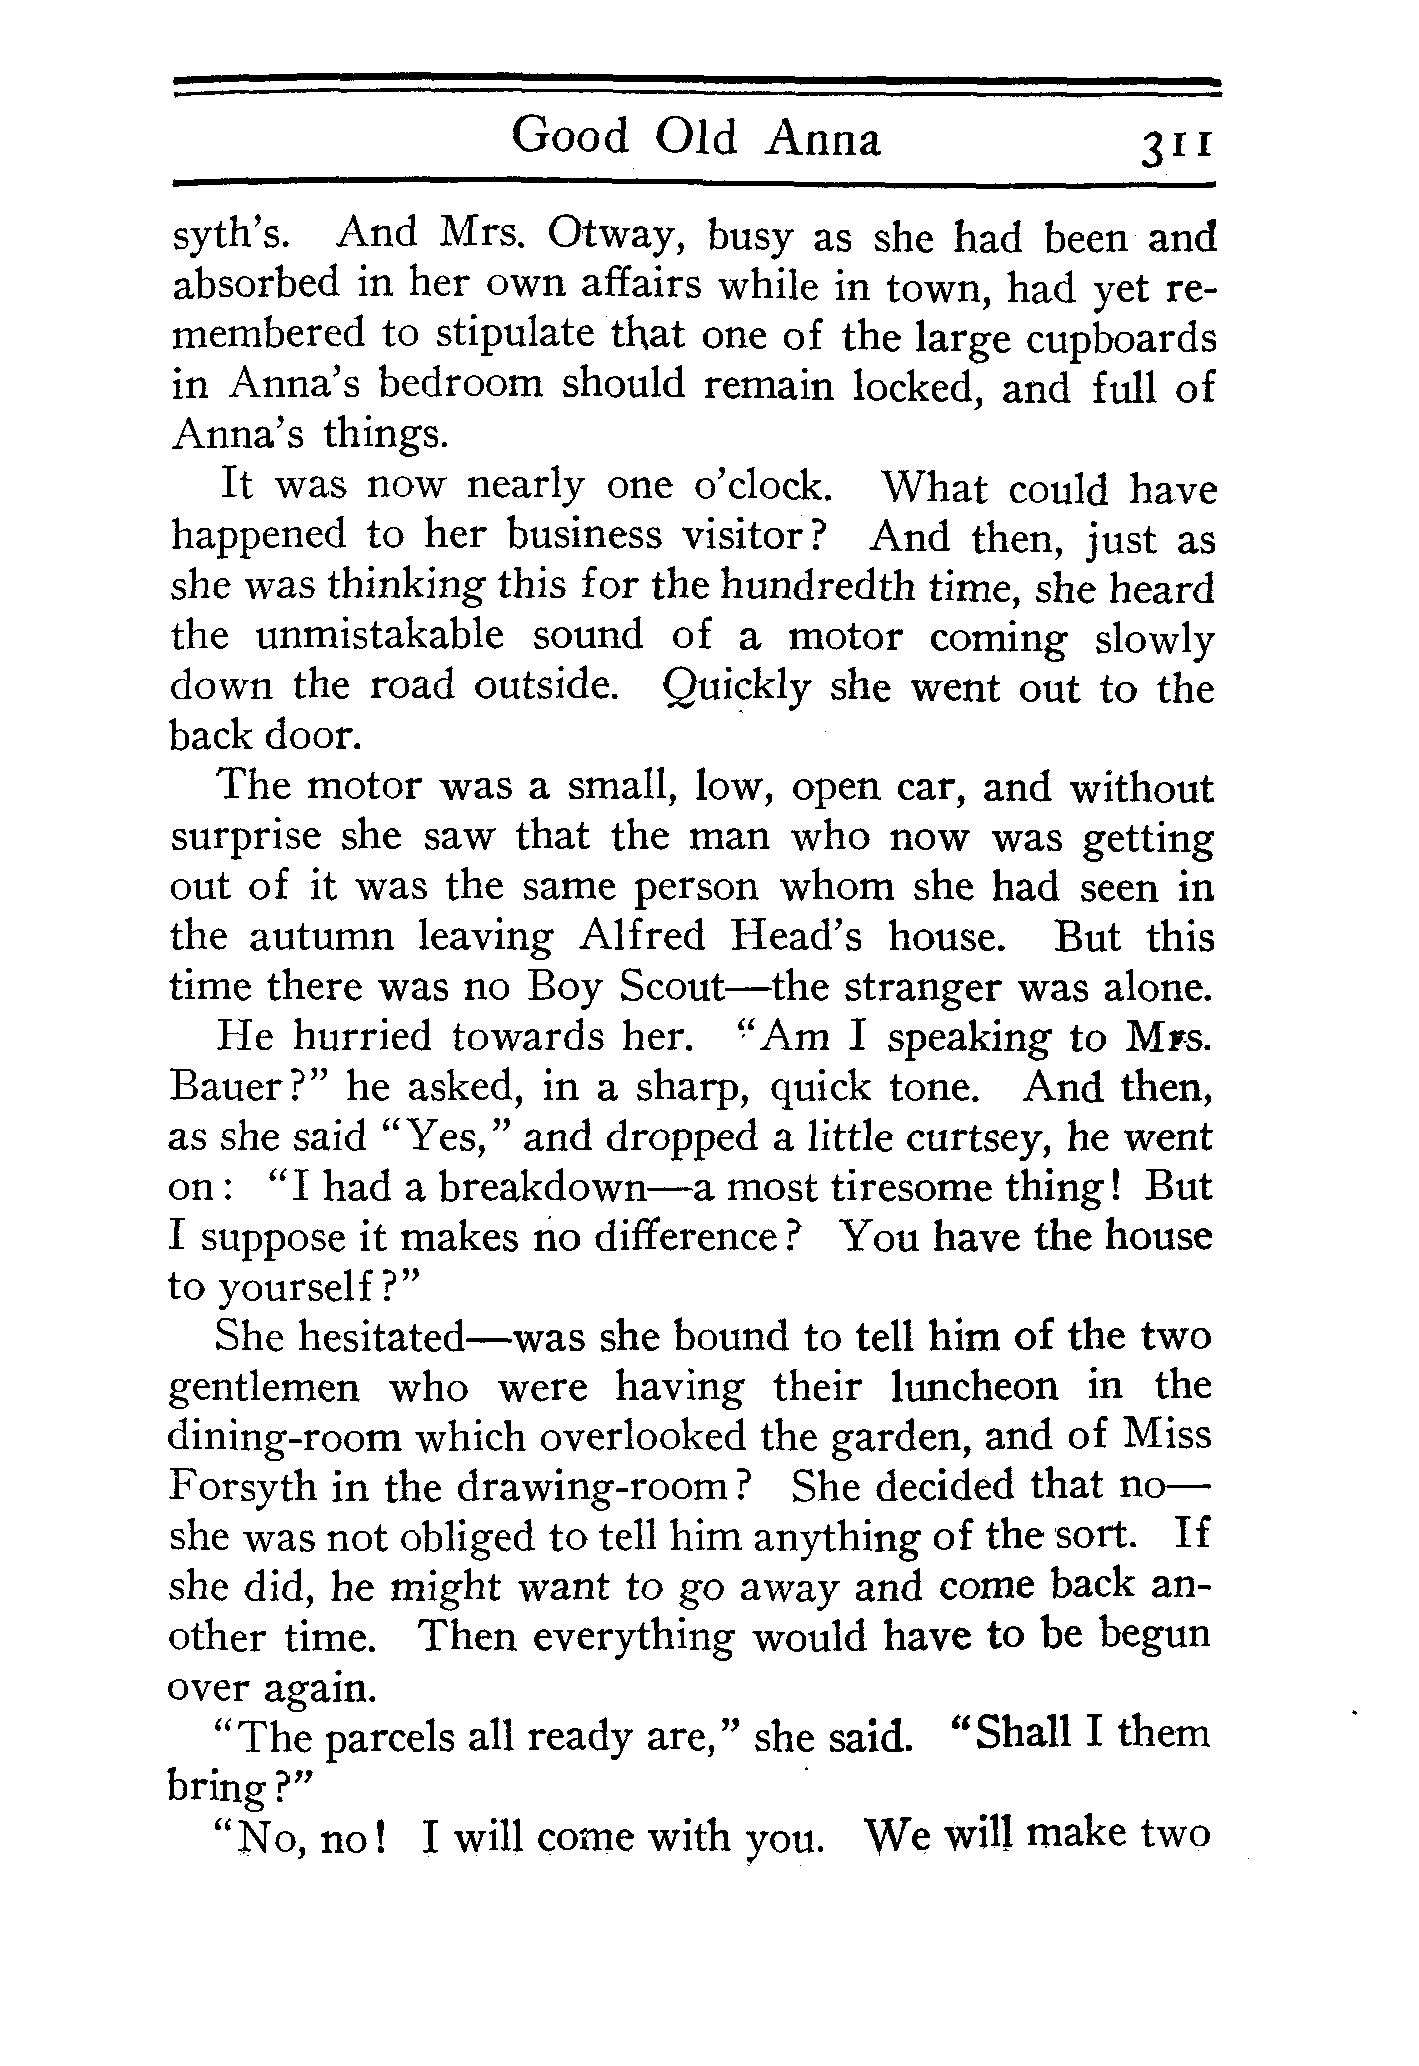 Good Old Anna 311
syth's. And Mrs. Otway, busy as she had been and
absorbed in her own affairs while in town, had yet re-
membered to stipulate that one of the large cupboards
in Anna's bedroom should remain locked, and full of
Anna's things.
It was now nearly one o'clock. What could have
happened to her business visitor? And then, just as
she was thinking this for the hundredth time, she heard
the unmistakable sound of a motor coming slowly
down the road outside. Quickly she went out to the
back door.
The motor was a small, low, open car, and without
surprise she saw that the man who now was getting
out of it was the same person whom she had seen in
the autumn leaving Alfred Head's house. But this
time there was no Boy Scout—the stranger was alone.
He hurried towards her. "Am I speaking to Mrs.
Bauer?" he asked, in a sharp, quick tone. And then,
as she said "Yes," and dropped a little curtsey, he went
on: "I had a breakdown—a most tiresome thing! But
I suppose it makes no difference? You have the house
to yourself?"
She hesitated—was she bound to tell him of the two
gentlemen who were having their luncheon in the
dining-room which overlooked the garden, and of Miss
Forsyth in the drawing-room? She decided that no—
she was not obliged to tell him anything of the sort. If
she did, he might want to go away and come back an-
other time. Then everything would have to be begun
over again.
"The parcels all ready are," she said. "Shall I them
bring?"
"No, no! I will come with you. We will make two